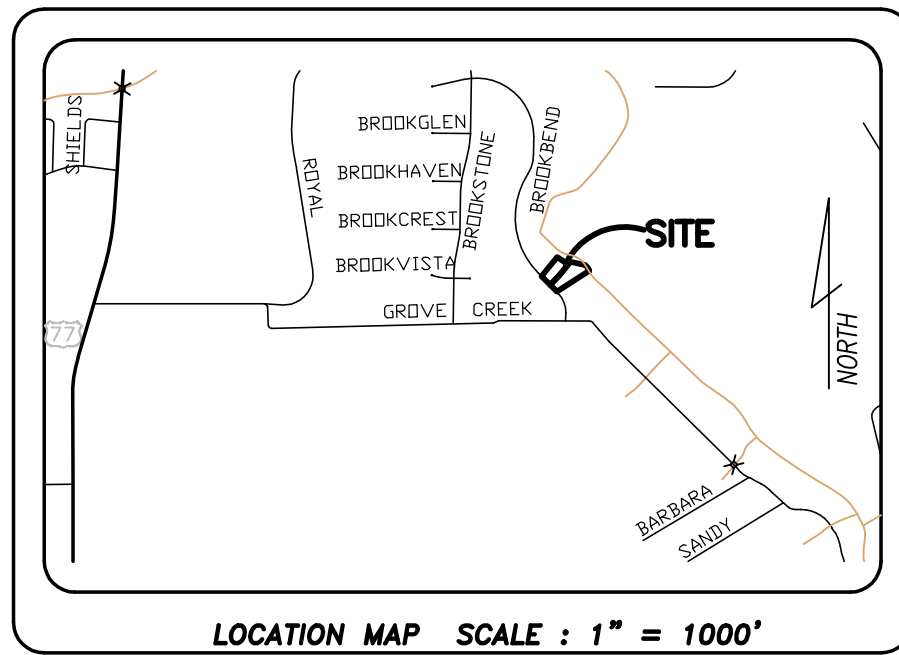 SHIELDS
BROOKGLEN
BROOKHAVEN
BROOKCREST
BROOKVISTA
ROYAL
BROOKSTONE
BROOKBEND
SITE
GROVE CREEK
77
NORTH
BARBARA
SANDY
LOCATION MAP SCALE : 1" = 1000'